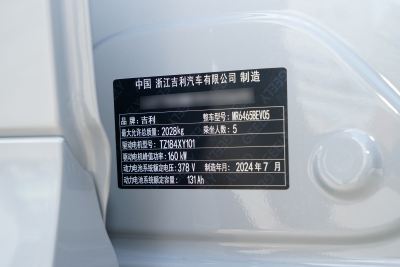 中国 浙江吉利汽车有限公司 制造
品牌：吉利 整车型号：MR6465BEV05
最大允许总质量：2028kg 乘坐人数：5
驱动电机型号：TZ184XY101
驱动电机峰值功率：160 kW
动力电池系统额定电压：378 V 制造年月：2024 年 7 月
动力电池系统额定容量：131Ah